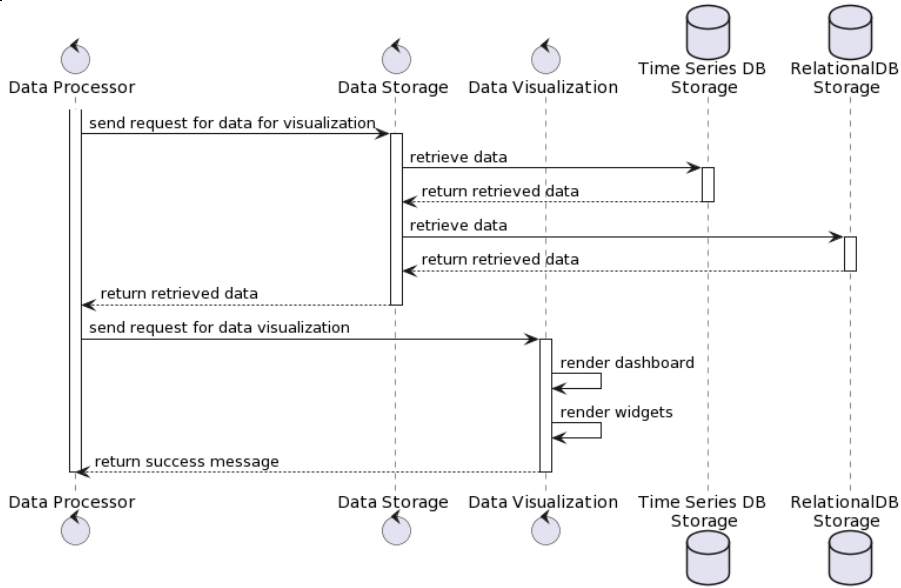 Time Series DB
Storage
RelationalDB
Storage
Data Processor
Data Storage
Data Visualization
send request for data for visualization
retrieve data
return retrieved data
retrieve data
return retrieved data
return retrieved data
send request for data visualization
render dashboard
render widgets
return success message
Data Processor
Data Storage
Data Visualization
Time Series DB
Storage
RelationalDB
Storage